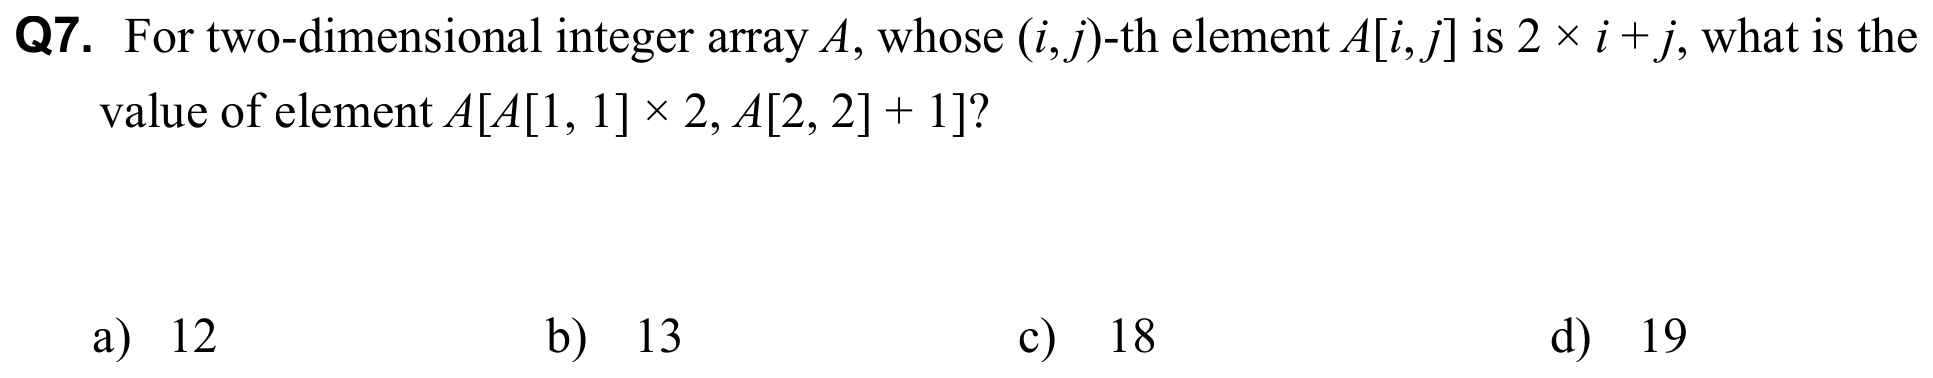 Q7. For two-dimensional integer array A, whose (i, j)-th element A[i, j] is 2 × i + j, what is the
value of element A[A[1, 1] × 2, A[2, 2] + 1]?
a) 12 b) 13 c) 18 d) 19